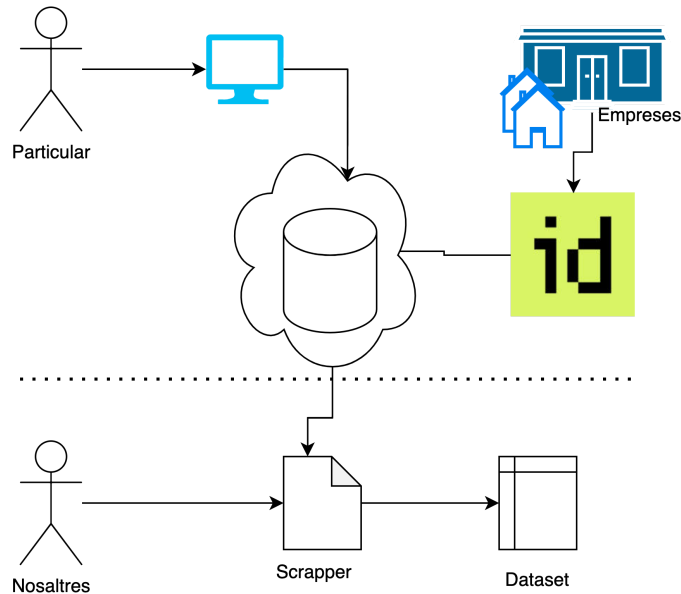 Particular
Empreses
id
Nosaltres
Scrapper
Dataset